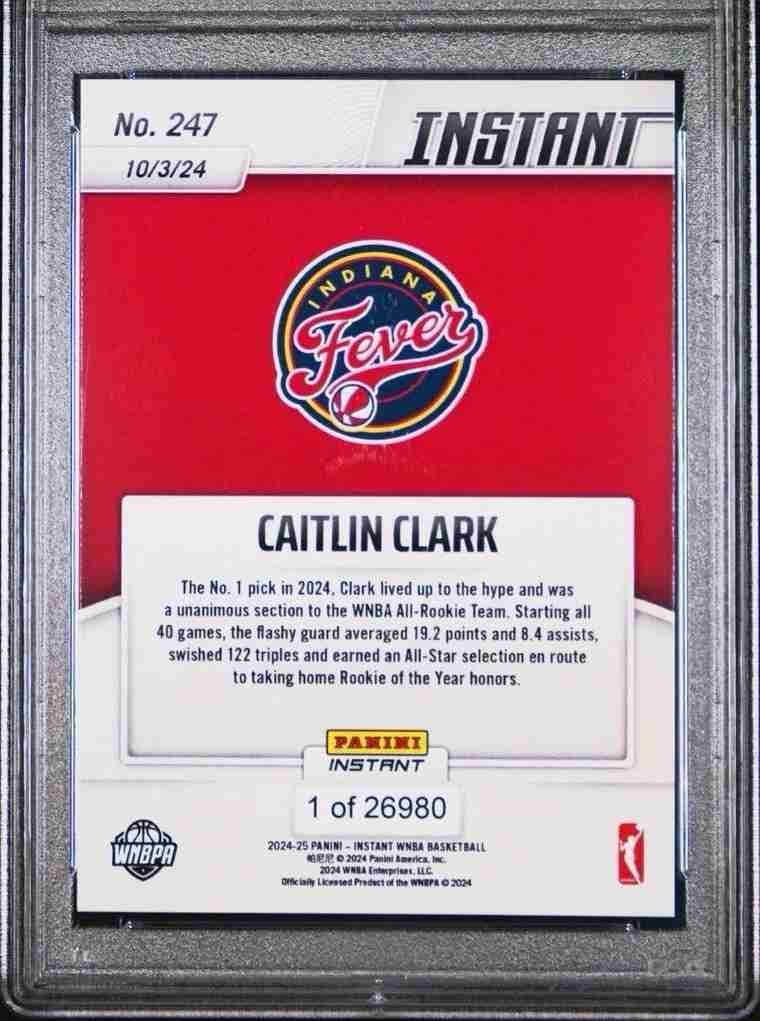 No. 247
INSTANT
10/3/24
INDIANA
Fever
CAITLIN CLARK
The No. 1 pick in 2024, Clark lived up to the hype and was
a unanimous section to the WNBA All-Rookie Team. Starting all
40 games, the flashy guard averaged 19.2 points and 8.4 assists,
swished 122 triples and earned an All-Star selection en route
to taking home Rookie of the Year honors.
PANINI
INSTANT
1 of 26980
WNBPA
2024-25 PANINI – INSTANT WNBA BASKETBALL
帕尼尼 © 2024 Panini America, Inc.
2024 WNBA Enterprises, LLC.
Officially Licensed Product of the WNBPA © 2024